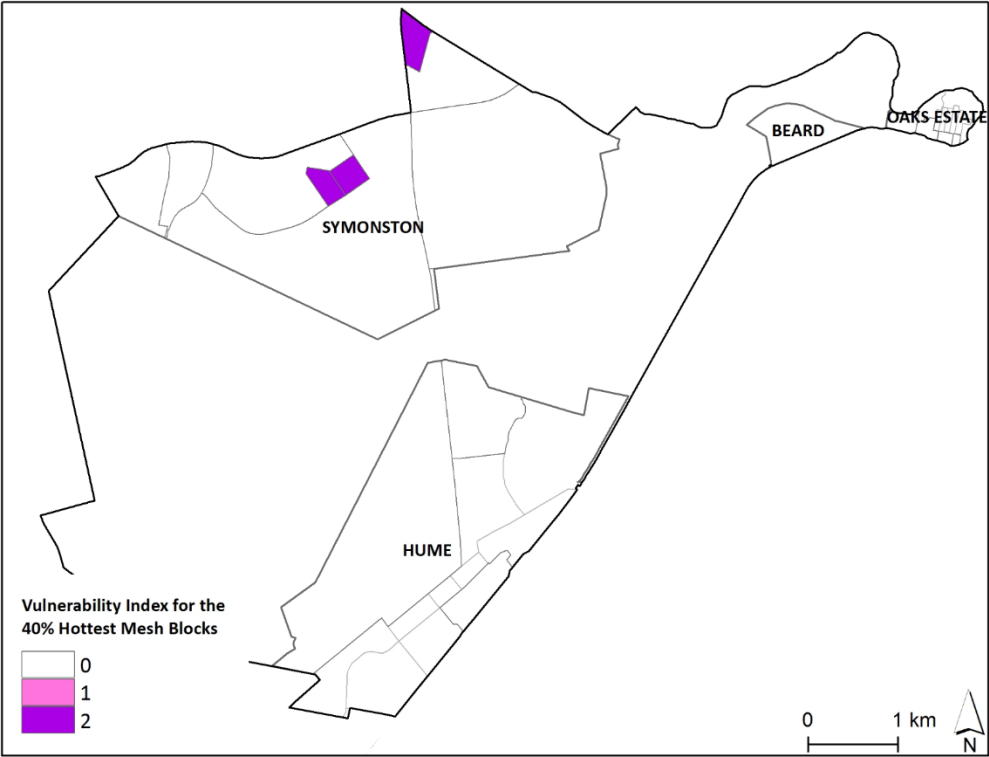 BEARD
OAKS ESTATE
SYMONSTON
HUME
Vulnerability Index for the
40% Hottest Mesh Blocks
0
1
2
0 1 km
N